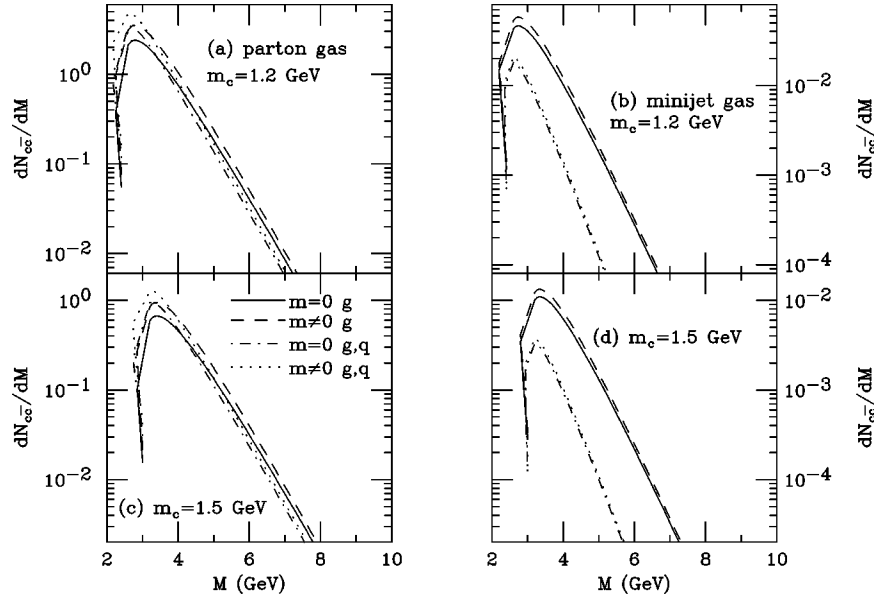 (a) parton gas
m_c=1.2 GeV
10^0
10^-1
10^-2
dN_cc̄/dM
(b) minijet gas
m_c=1.2 GeV
10^-2
10^-3
10^-4
dN_cc̄/dM
m=0 g
m≠0 g
m=0 g,q
m≠0 g,q
(c) m_c=1.5 GeV
10^0
10^-1
10^-2
dN_cc̄/dM
2 4 6 8 10
M (GeV)
(d) m_c=1.5 GeV
10^-2
10^-3
10^-4
dN_cc̄/dM
2 4 6 8 10
M (GeV)